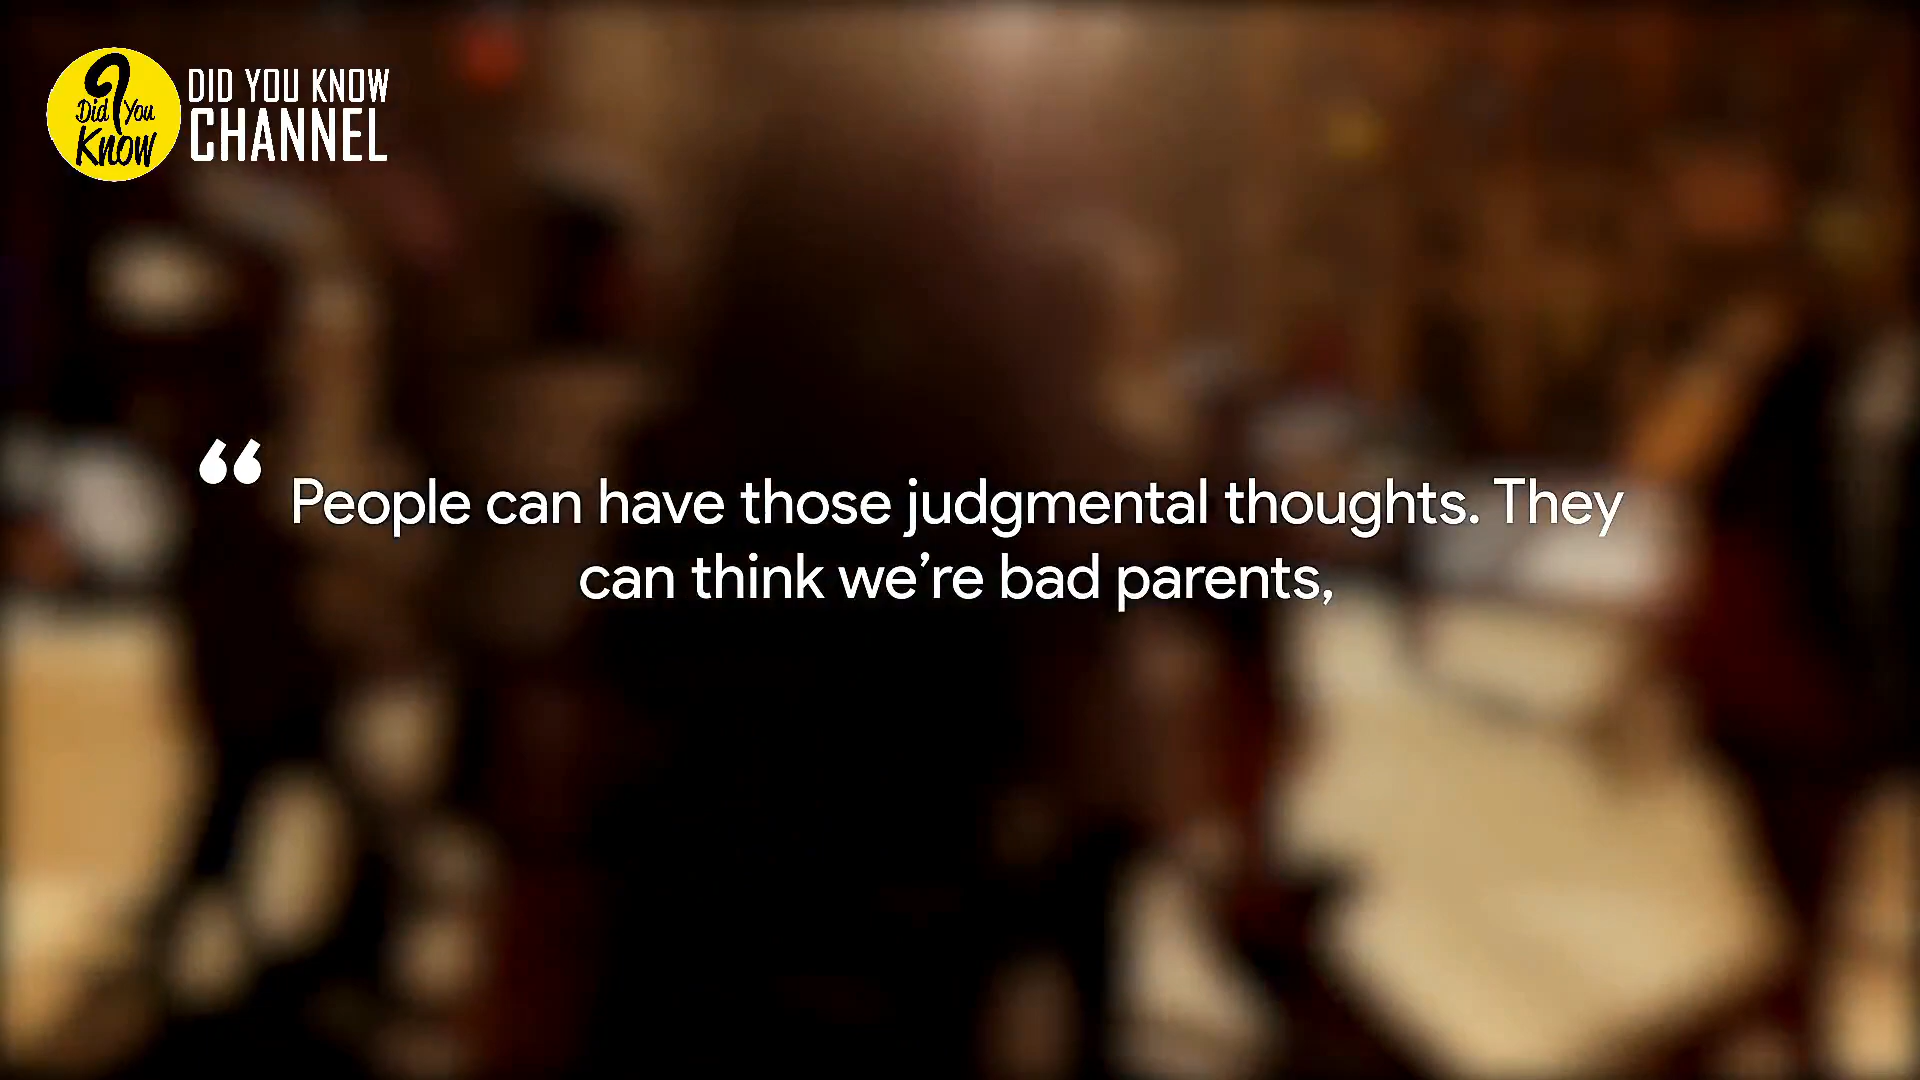 Did You
Know
DID YOU KNOW
CHANNEL
“ People can have those judgmental thoughts. They
can think we’re bad parents,